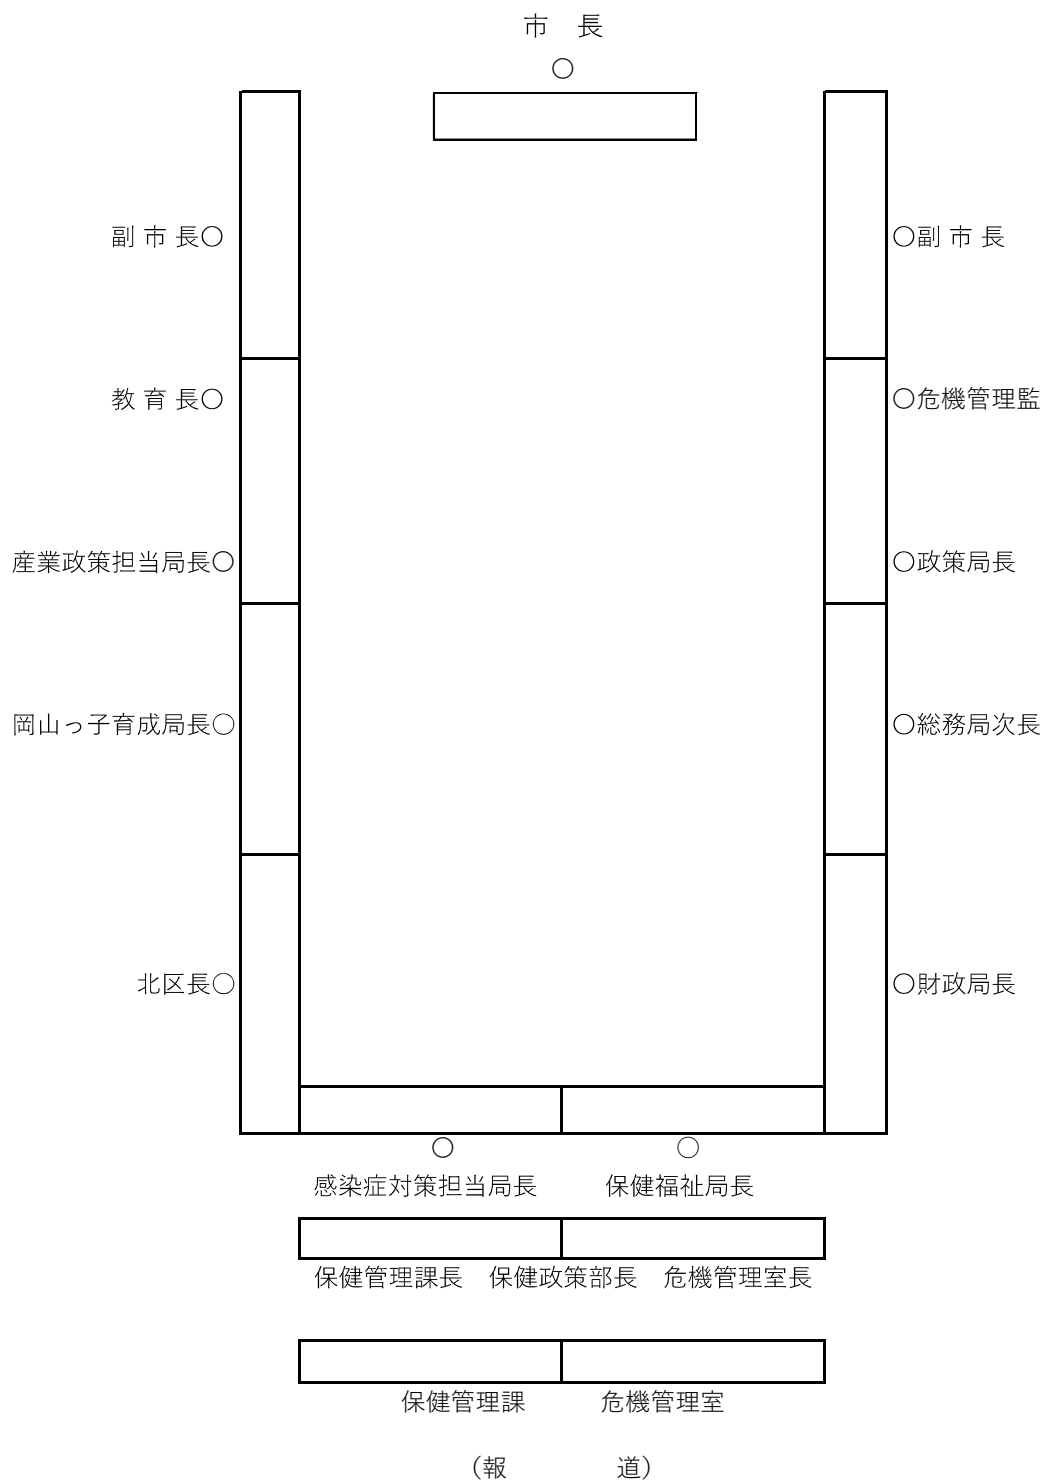 市　長
○
副 市 長○
○副 市 長
教 育 長○
○危機管理監
産業政策担当局長○
○政策局長
岡山っ子育成局長○
○総務局次長
北区長○
○財政局長
○ ○
感染症対策担当局長 保健福祉局長
保健管理課長 保健政策部長 危機管理室長
保健管理課 危機管理室
（報　　　　道）